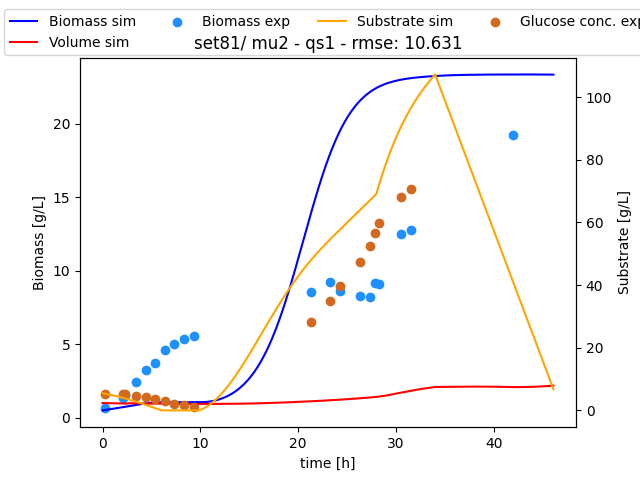 Biomass sim Biomass exp Substrate sim Glucose conc. exp
Volume sim
set81/ mu2 - qs1 - rmse: 10.631
Biomass [g/L]
20
15
10
5
0
100
80
60
40
20
0
Substrate [g/L]
0 10 20 30 40
time [h]